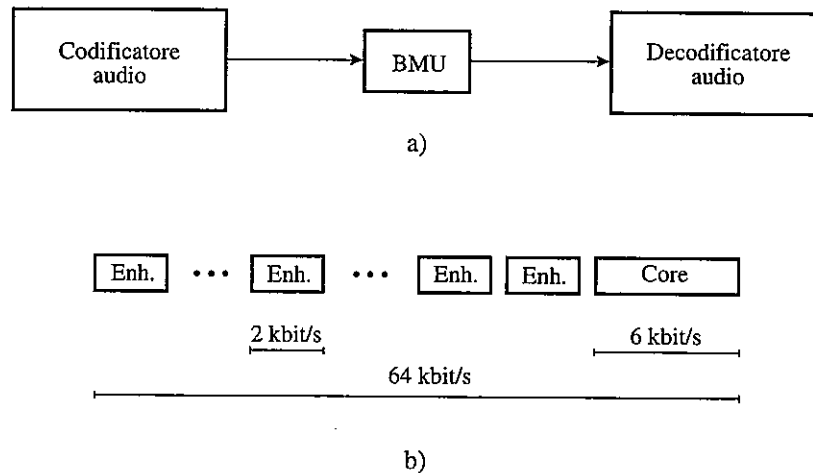 Codificatore
audio
BMU
Decodificatore
audio
a)
Enh.
Enh.
Enh.
Enh.
Core
2 kbit/s
6 kbit/s
64 kbit/s
b)